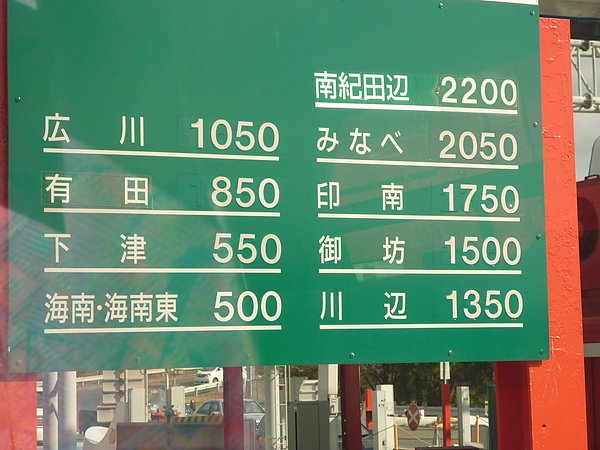 広川 1050
有田 850
下津 550
海南・海南東 500
南紀田辺 2200
みなべ 2050
印南 1750
御坊 1500
川辺 1350